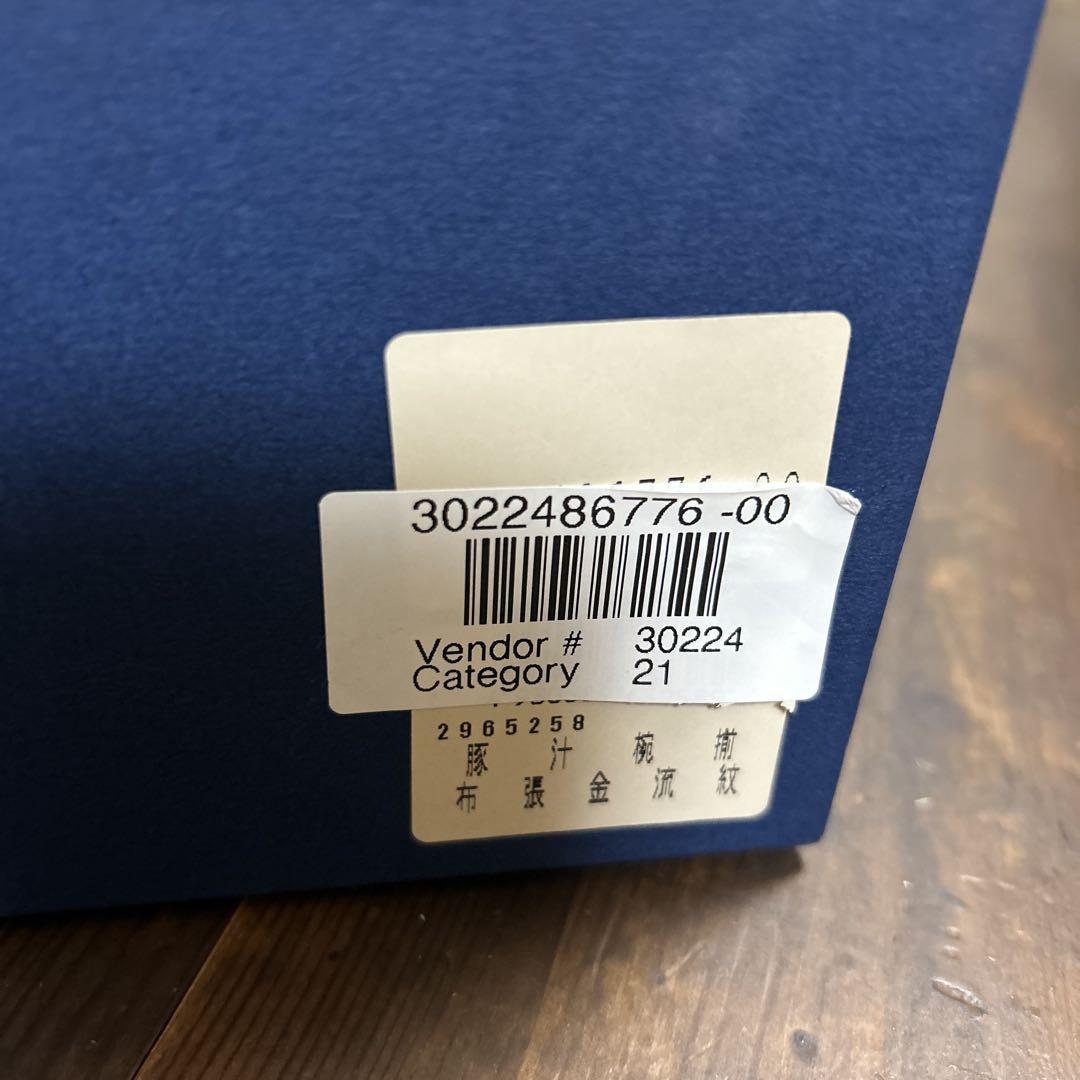 3022486776 -00
Vendor # 30224
Category 21
2965258
豚汁椀揃
布張金流紋